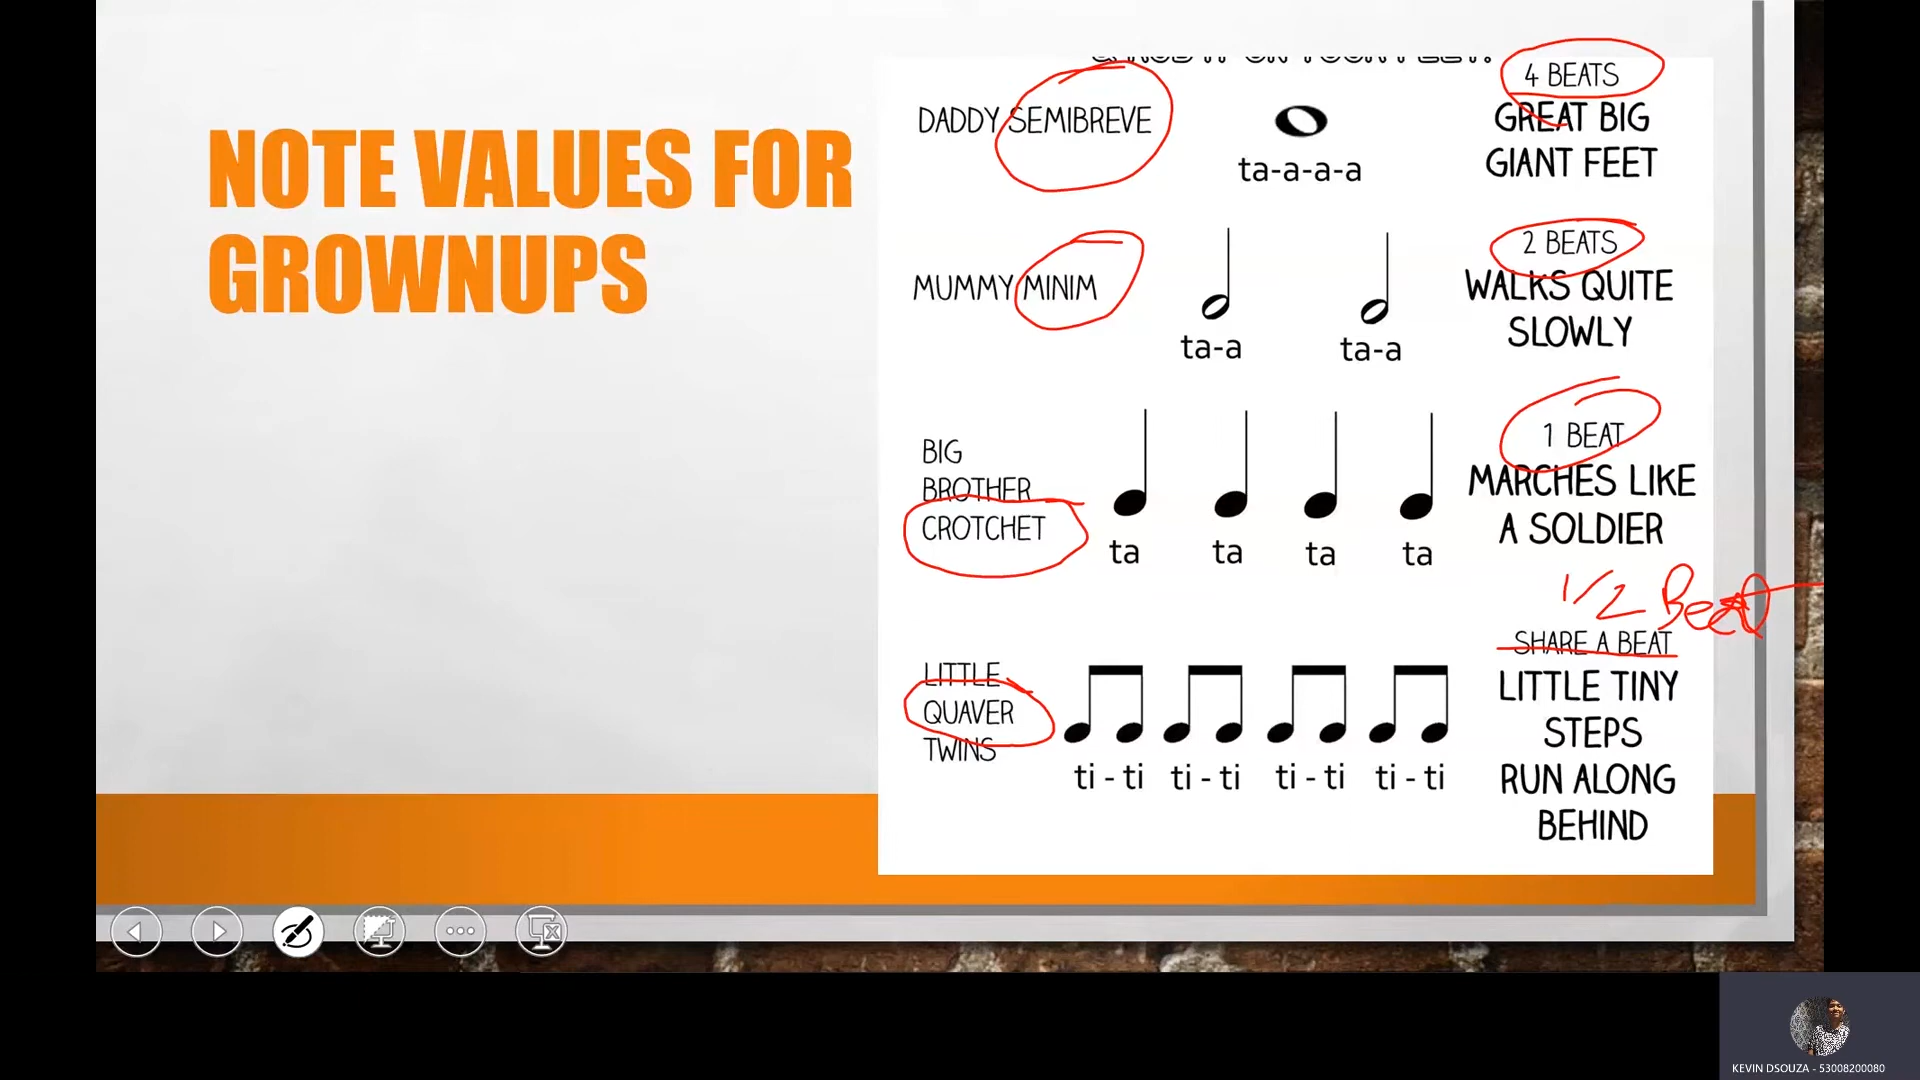 NOTE VALUES FOR
GROWNUPS
4 BEATS
DADDY SEMIBREVE
GREAT BIG
GIANT FEET
ta-a-a-a
2 BEATS
MUMMY MINIM
WALKS QUITE
SLOWLY
ta-a ta-a
1 BEAT
BIG
BROTHER
CROTCHET
MARCHES LIKE
A SOLDIER
ta ta ta ta
1/2 Beat
SHARE A BEAT
LITTLE
QUAVER
TWINS
LITTLE TINY
STEPS
RUN ALONG
BEHIND
ti - ti ti - ti ti - ti ti - ti
KEVIN DSOUZA - 53008200080